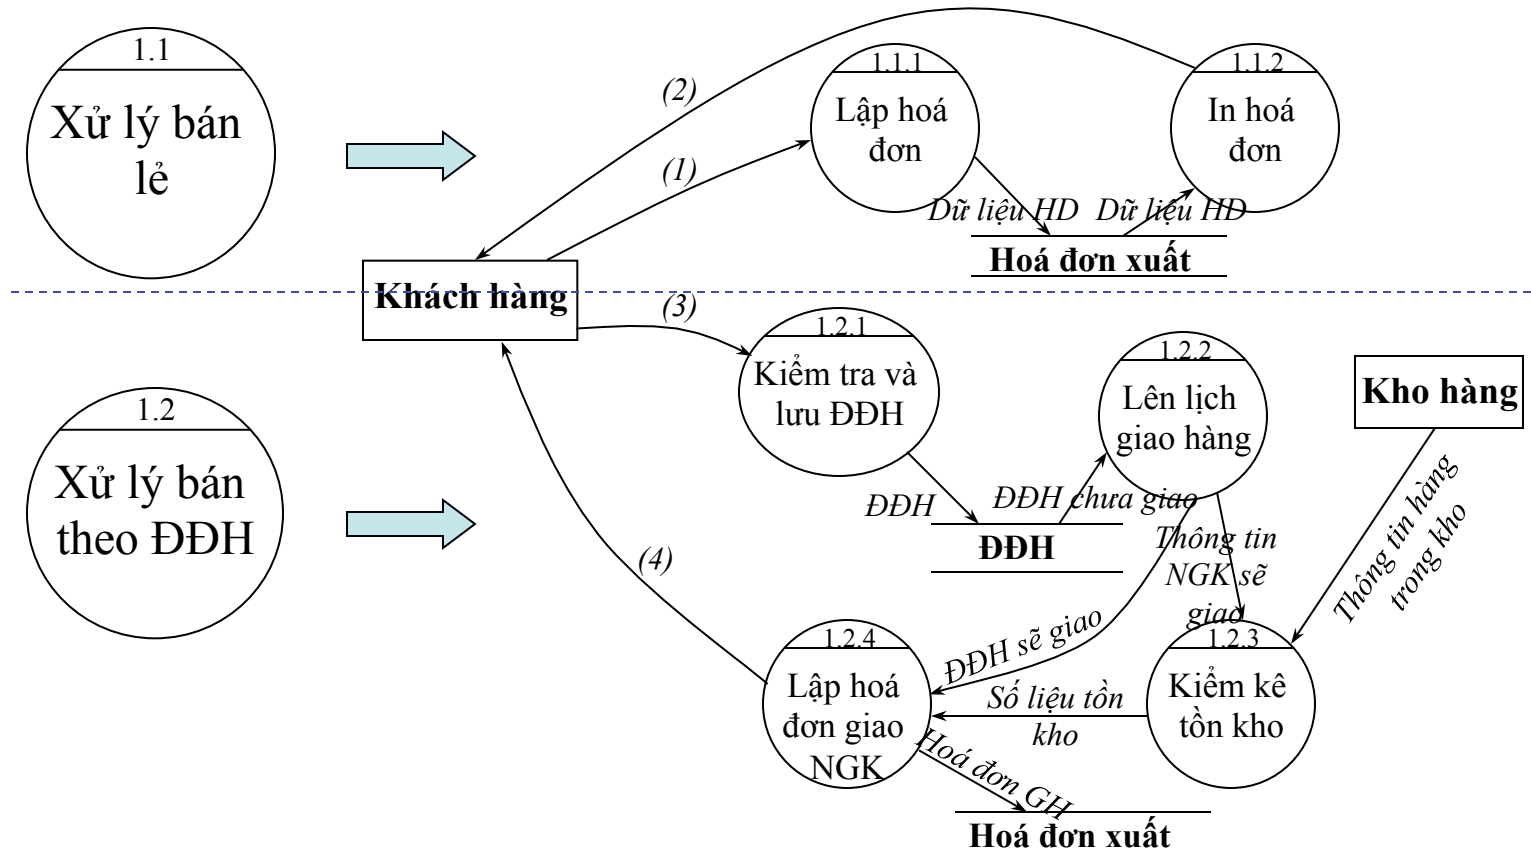 1.1
Xử lý bán
lẻ
(2)
(1)
1.1.1
Lập hoá
đơn
1.1.2
In hoá
đơn
Dữ liệu HD
Dữ liệu HD
Hoá đơn xuất
Khách hàng
(3)
1.2.1
Kiểm tra và
lưu ĐĐH
1.2.2
Lên lịch
giao hàng
Kho hàng
1.2
Xử lý bán
theo ĐĐH
ĐĐH
ĐĐH chưa giao
ĐĐH
Thông tin
NGK sẽ
giao
Thông tin hàng
trong kho
(4)
ĐĐH sẽ giao
1.2.4
Lập hoá
đơn giao
NGK
Số liệu tồn
kho
1.2.3
Kiểm kê
tồn kho
Hoá đơn GH
Hoá đơn xuất